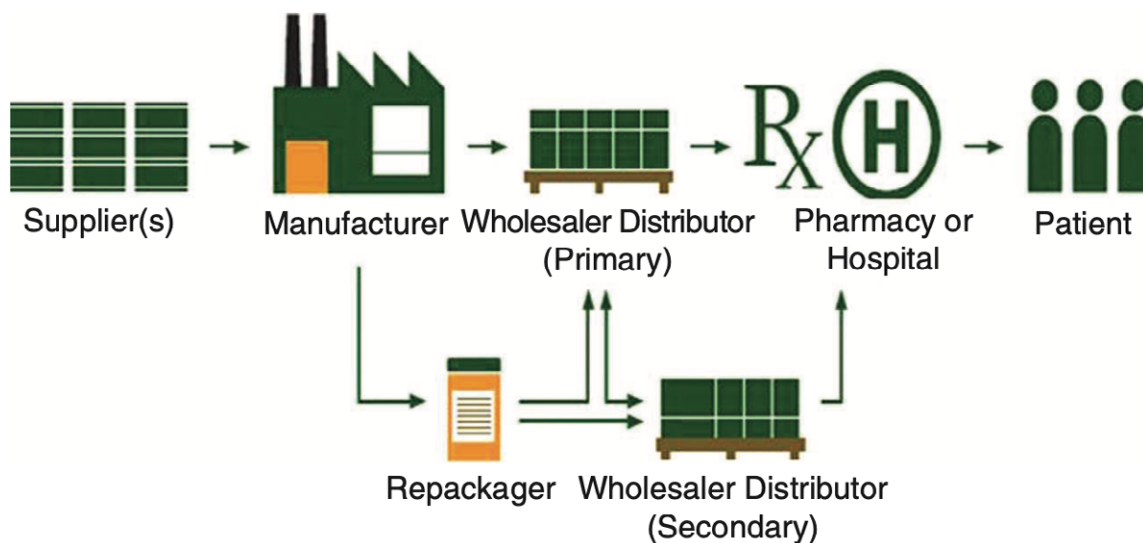 Rx
H
Supplier(s)
Manufacturer
Wholesaler Distributor
(Primary)
Pharmacy or
Hospital
Patient
Repackager
Wholesaler Distributor
(Secondary)